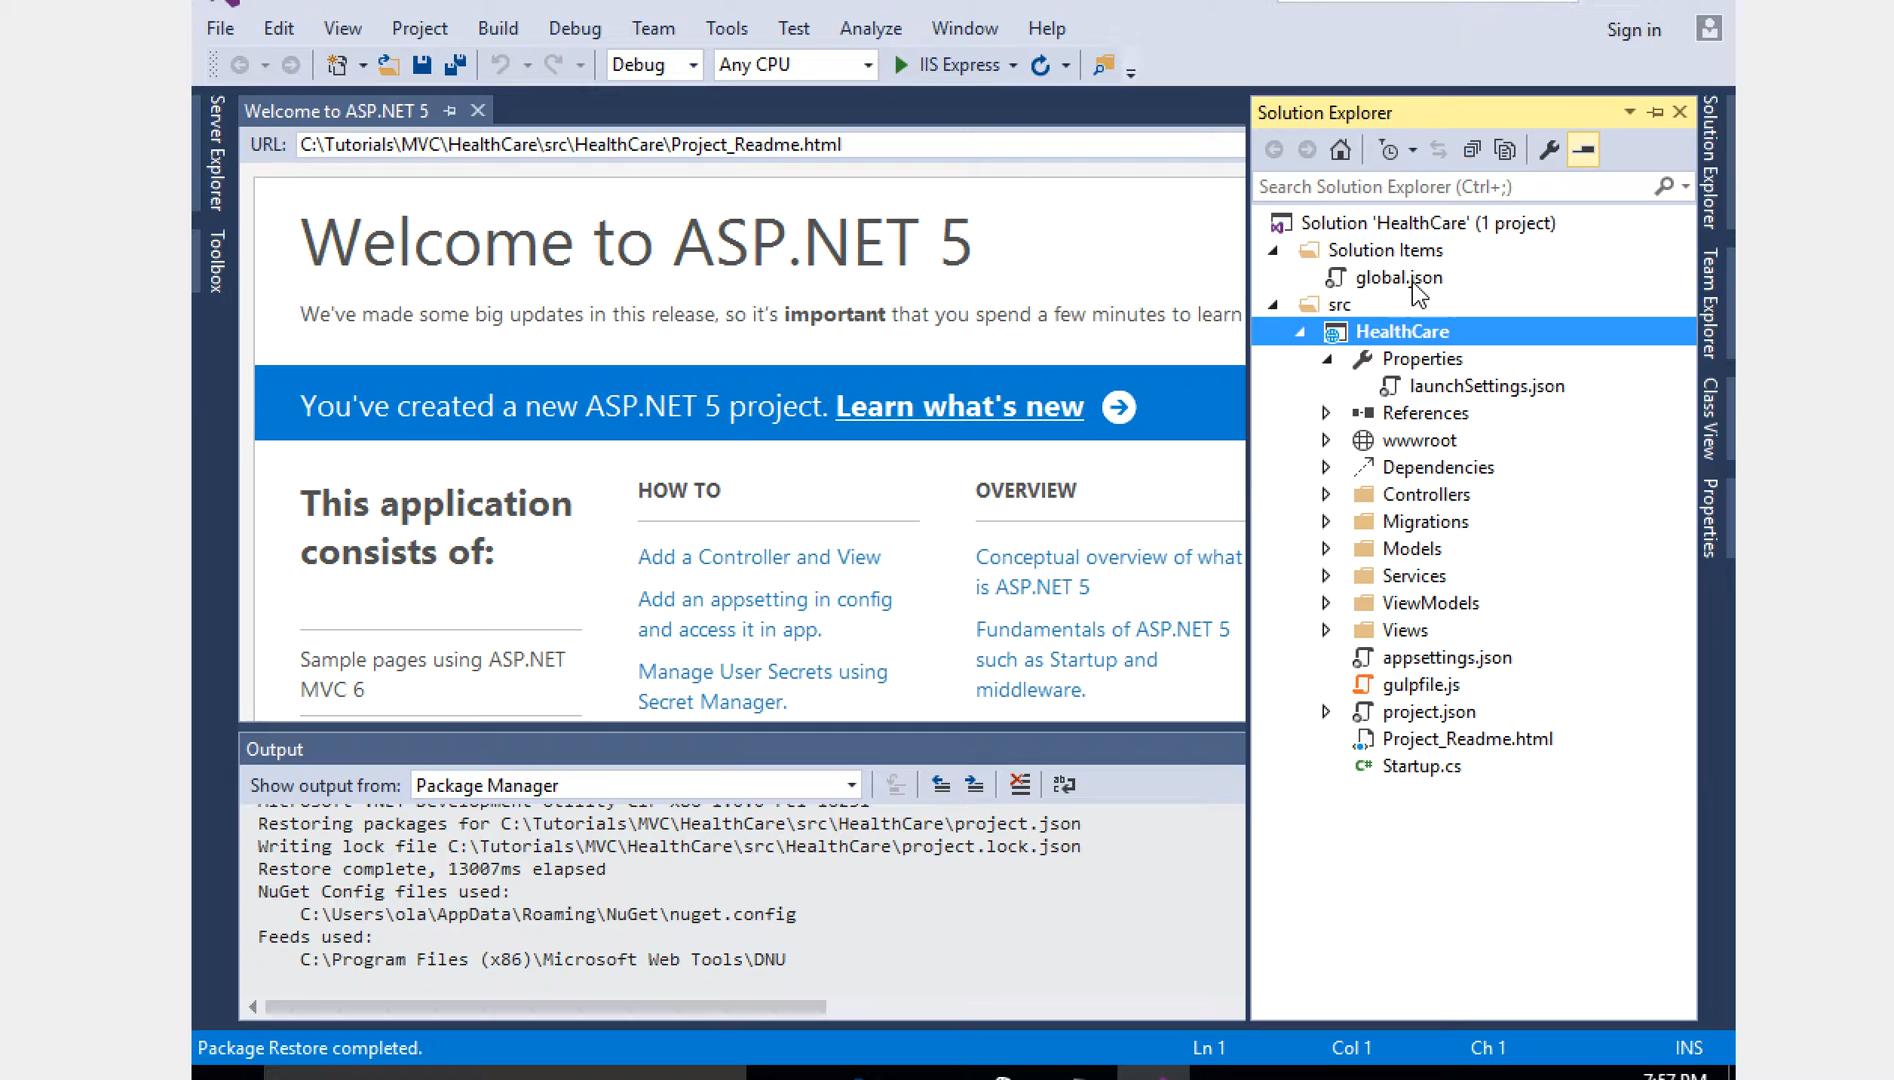 File Edit View Project Build Debug Team Tools Test Analyze Window Help
Sign in
Debug Any CPU IIS Express
Server Explorer
Toolbox
Welcome to ASP.NET 5
URL: C:\Tutorials\MVC\HealthCare\src\HealthCare\Project_Readme.html
Welcome to ASP.NET 5
We've made some big updates in this release, so it's important that you spend a few minutes to learn
You've created a new ASP.NET 5 project. Learn what's new
This application
consists of:
Sample pages using ASP.NET
MVC 6
HOW TO
Add a Controller and View
Add an appsetting in config
and access it in app.
Manage User Secrets using
Secret Manager.
OVERVIEW
Conceptual overview of what
is ASP.NET 5
Fundamentals of ASP.NET 5
such as Startup and
middleware.
Output
Show output from: Package Manager
Restoring packages for C:\Tutorials\MVC\HealthCare\src\HealthCare\project.json
Writing lock file C:\Tutorials\MVC\HealthCare\src\HealthCare\project.lock.json
Restore complete, 13007ms elapsed
NuGet Config files used:
C:\Users\ola\AppData\Roaming\NuGet\nuget.config
Feeds used:
C:\Program Files (x86)\Microsoft Web Tools\DNU
Solution Explorer
Search Solution Explorer (Ctrl+;)
Solution 'HealthCare' (1 project)
Solution Items
global.json
src
HealthCare
Properties
launchSettings.json
References
wwwroot
Dependencies
Controllers
Migrations
Models
Services
ViewModels
Views
appsettings.json
gulpfile.js
project.json
Project_Readme.html
C# Startup.cs
Solution Explorer
Team Explorer
Class View
Properties
Package Restore completed.
Ln 1 Col 1 Ch 1 INS